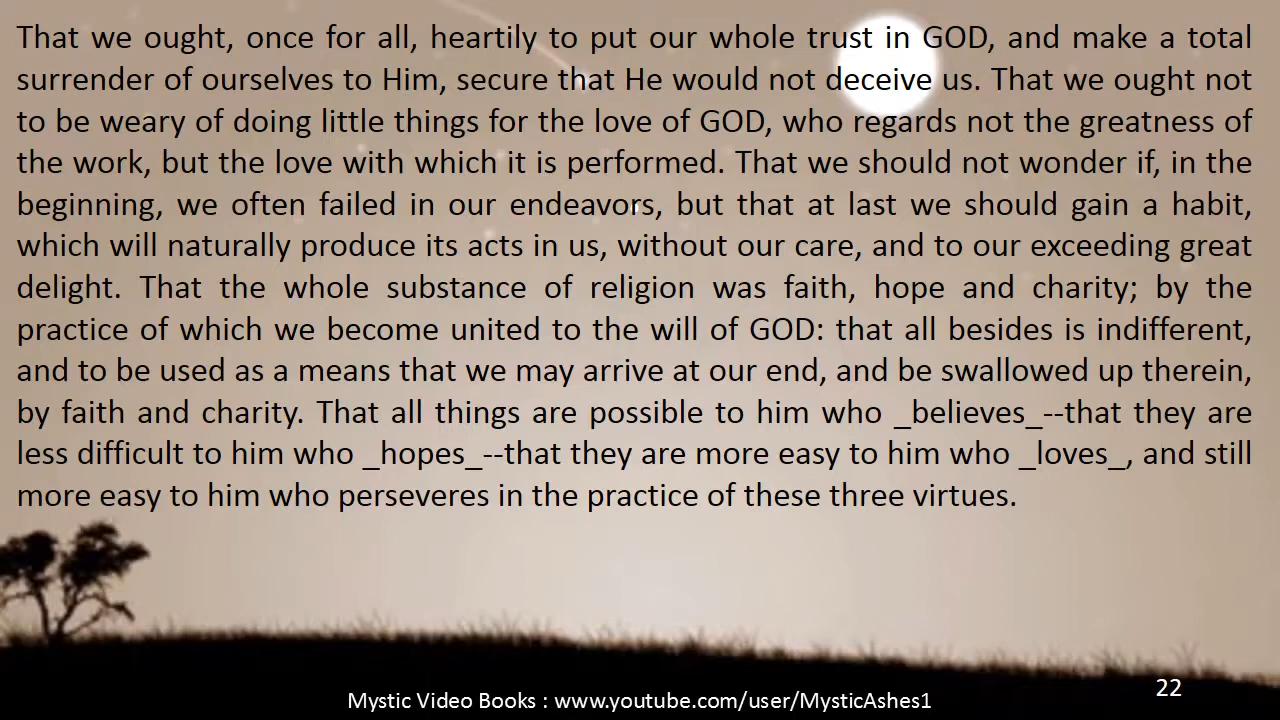 That we ought, once for all, heartily to put our whole trust in GOD, and make a total
surrender of ourselves to Him, secure that He would not deceive us. That we ought not
to be weary of doing little things for the love of GOD, who regards not the greatness of
the work, but the love with which it is performed. That we should not wonder if, in the
beginning, we often failed in our endeavors, but that at last we should gain a habit,
which will naturally produce its acts in us, without our care, and to our exceeding great
delight. That the whole substance of religion was faith, hope and charity; by the
practice of which we become united to the will of GOD: that all besides is indifferent,
and to be used as a means that we may arrive at our end, and be swallowed up therein,
by faith and charity. That all things are possible to him who _believes_--that they are
less difficult to him who _hopes_--that they are more easy to him who _loves_, and still
more easy to him who perseveres in the practice of these three virtues.
22
Mystic Video Books : www.youtube.com/user/MysticAshes1